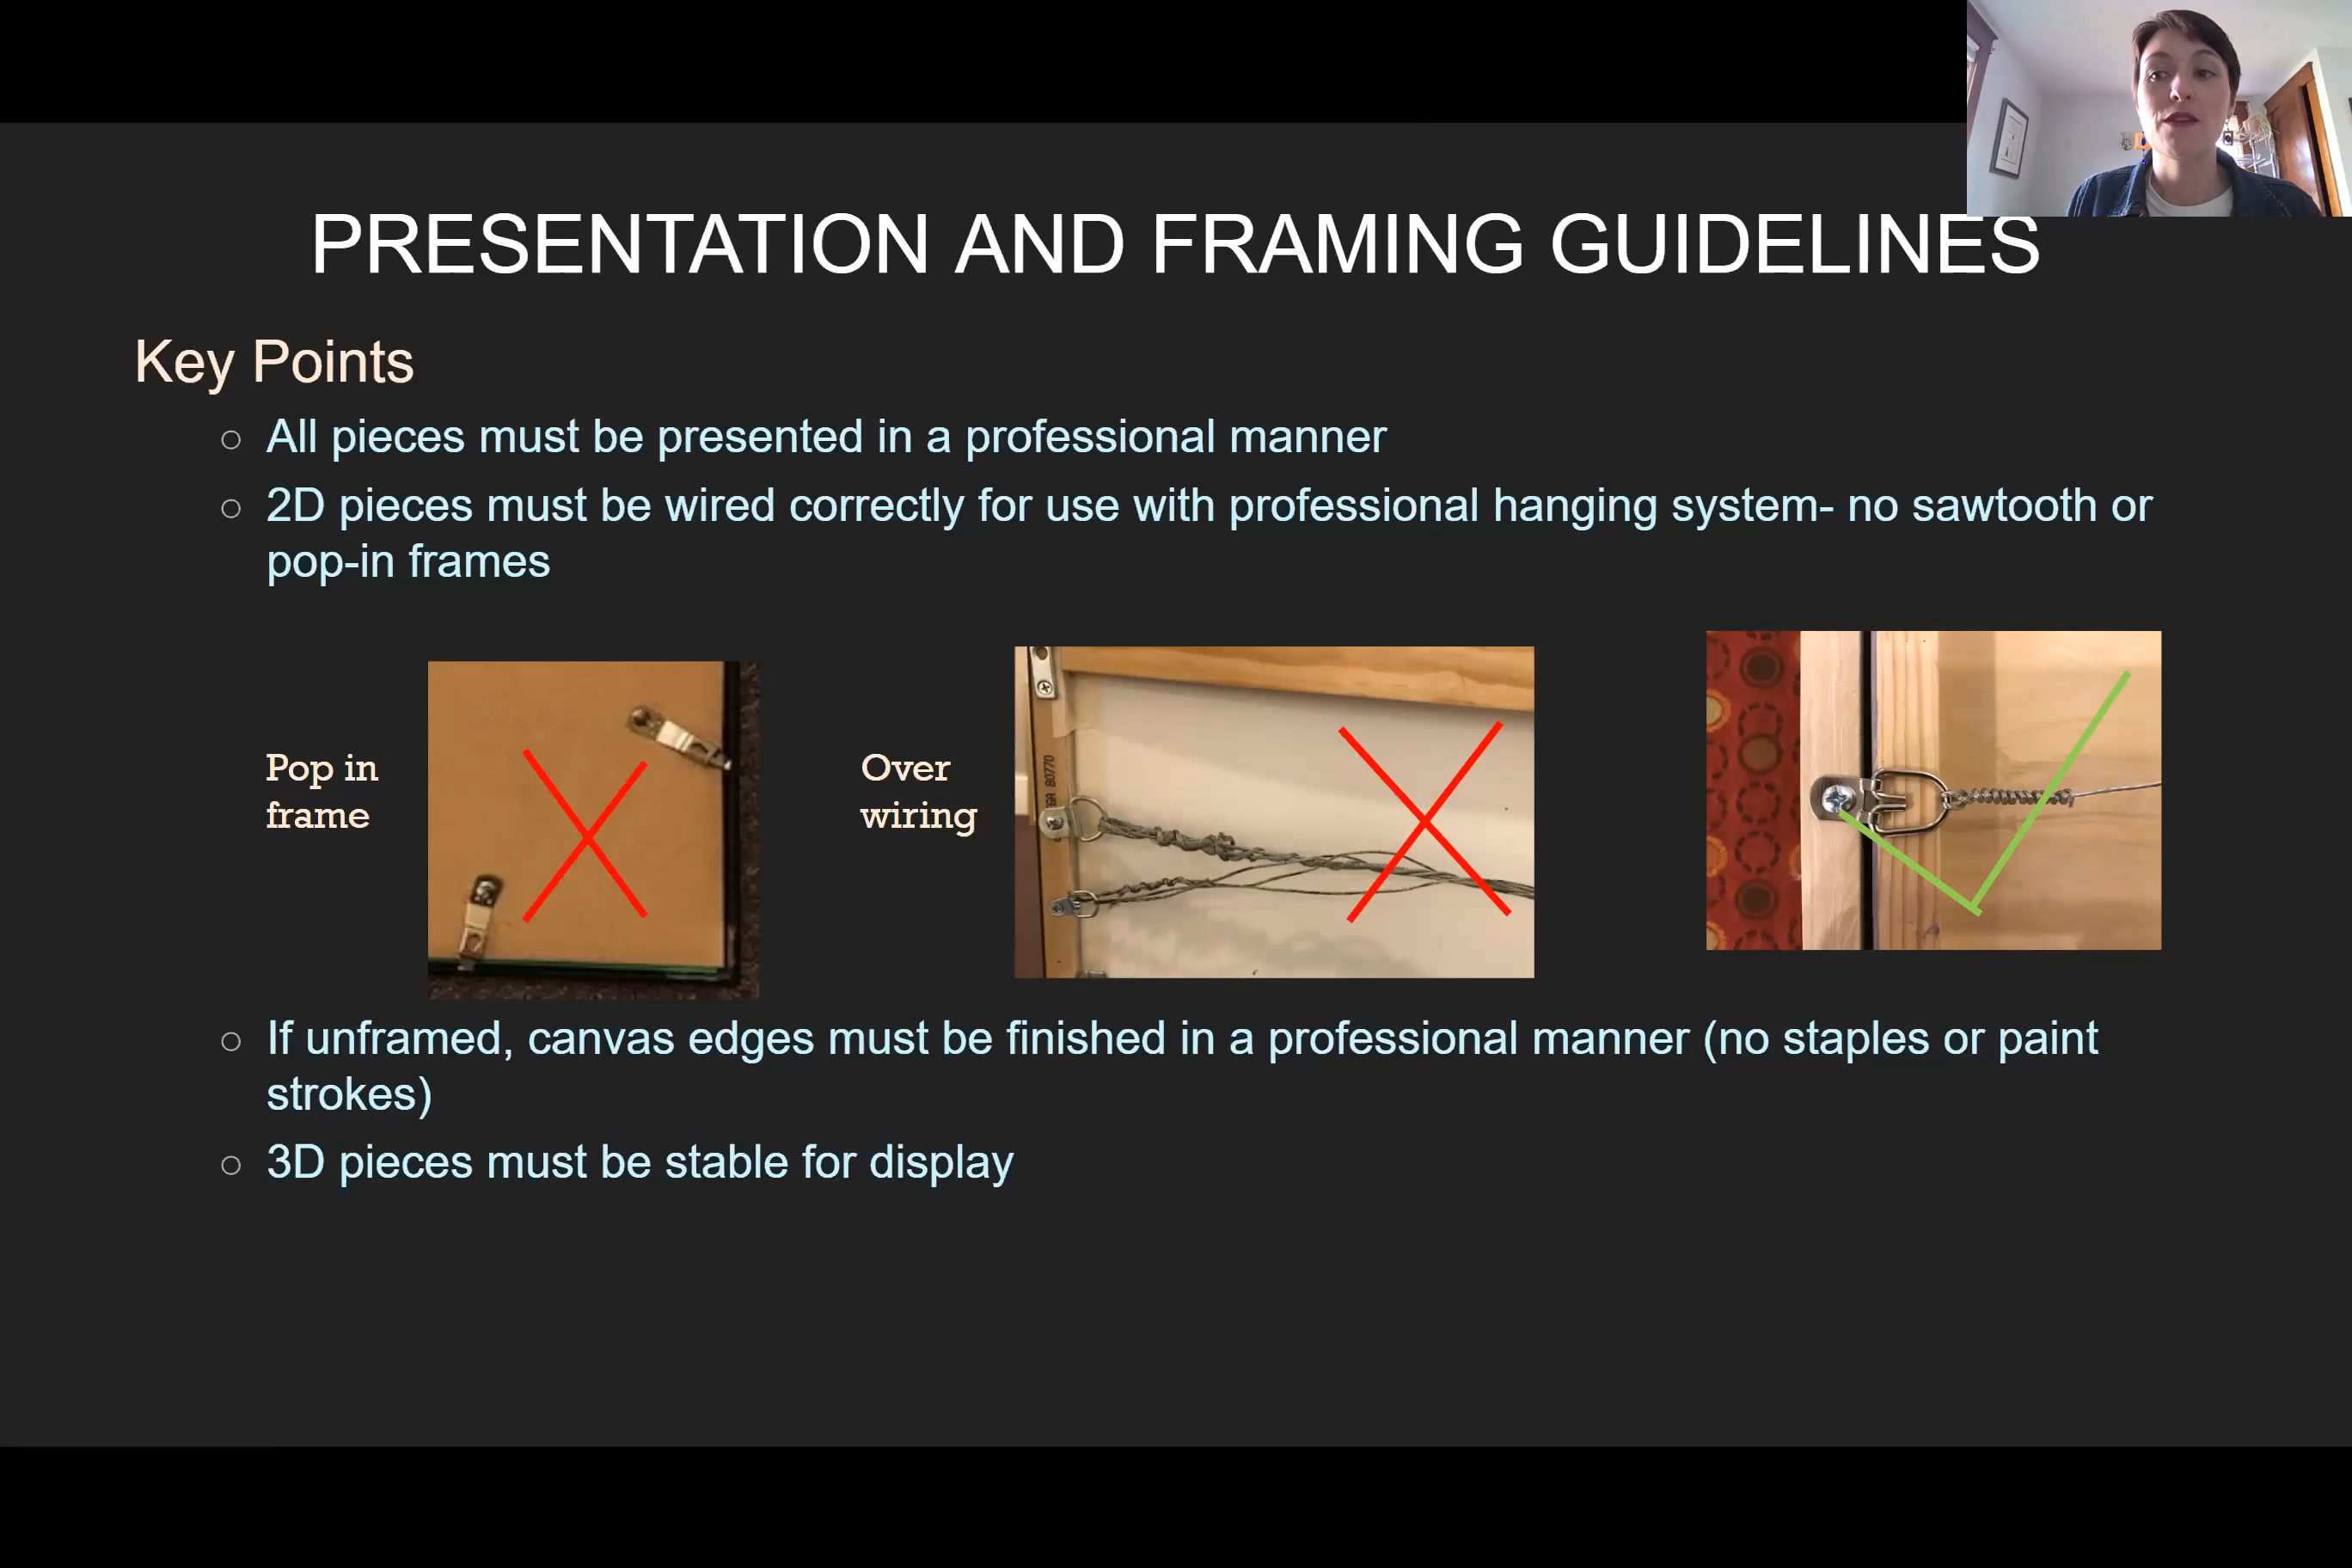 PRESENTATION AND FRAMING GUIDELINES
Key Points
All pieces must be presented in a professional manner
2D pieces must be wired correctly for use with professional hanging system- no sawtooth or
pop-in frames
Pop in
frame
Over
wiring
If unframed, canvas edges must be finished in a professional manner (no staples or paint
strokes)
3D pieces must be stable for display